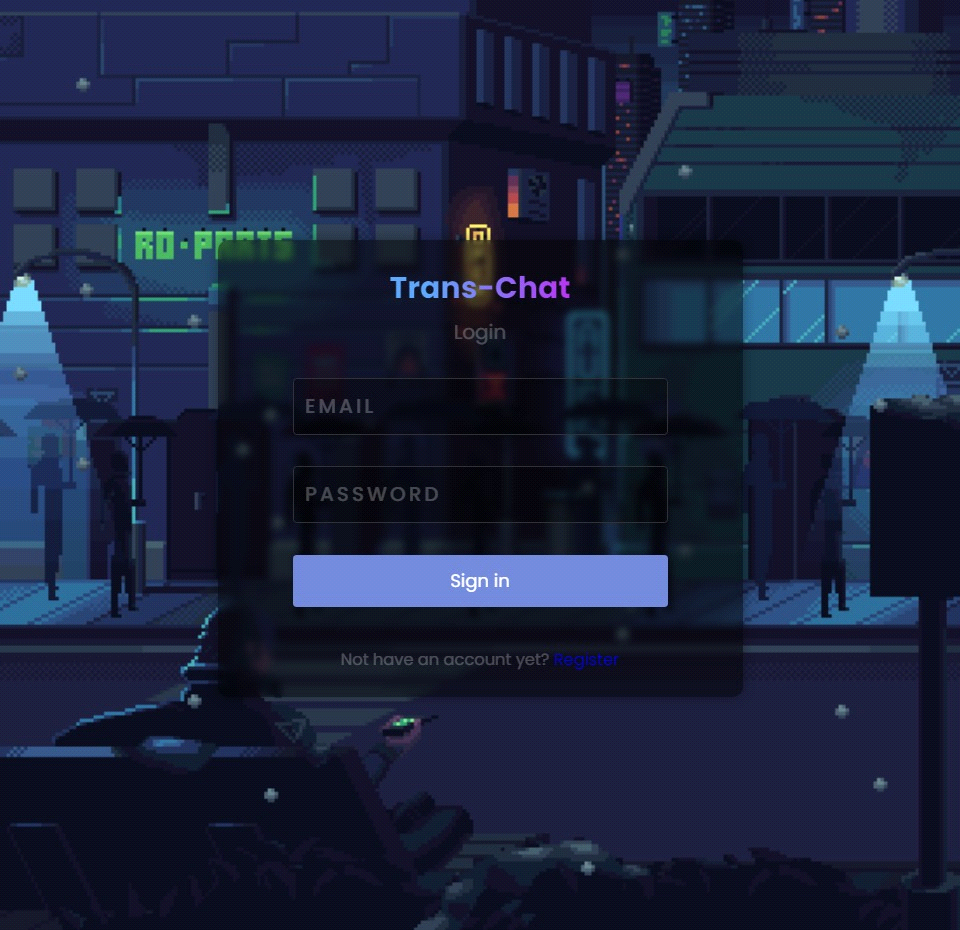 RO·PARTS
Trans-Chat
Login
EMAIL
PASSWORD
Sign in
Not have an account yet? Register